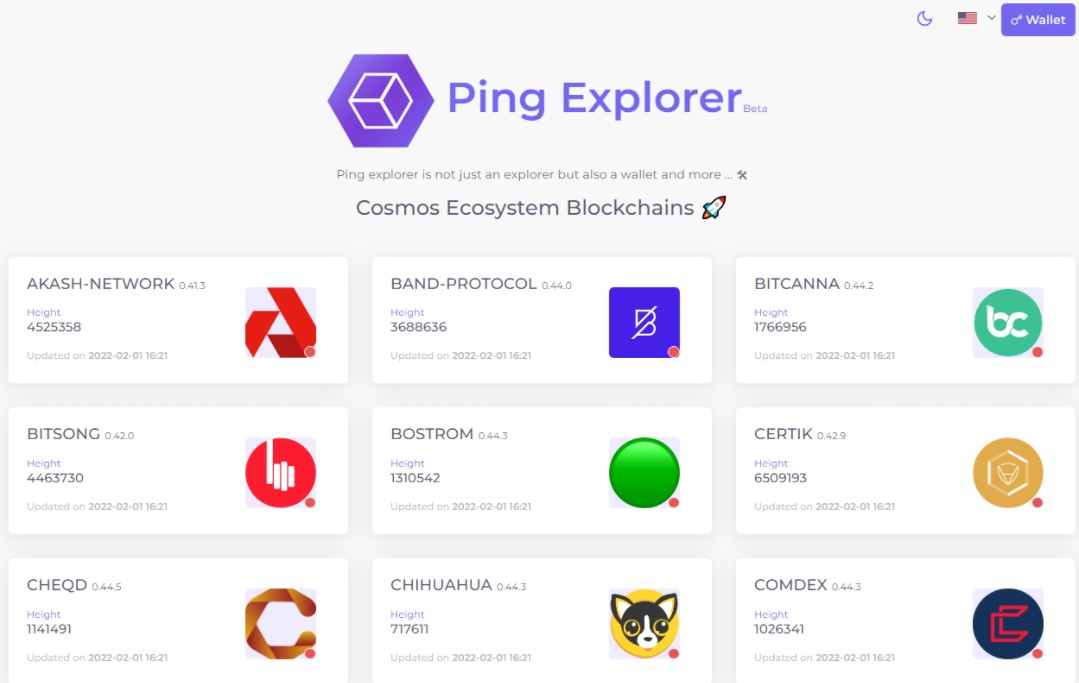 Wallet
Ping Explorer Beta
Ping explorer is not just an explorer but also a wallet and more ... 🛠
Cosmos Ecosystem Blockchains 🚀
AKASH-NETWORK 0.41.3
Height
4525358
Updated on 2022-02-01 16:21
BAND-PROTOCOL 0.44.0
Height
3688636
Updated on 2022-02-01 16:21
BITCANNA 0.44.2
Height
1766956
Updated on 2022-02-01 16:21
bc
BITSONG 0.42.0
Height
4463730
Updated on 2022-02-01 16:21
BOSTROM 0.44.3
Height
1310542
Updated on 2022-02-01 16:21
CERTIK 0.42.9
Height
6509193
Updated on 2022-02-01 16:21
CHEQD 0.44.5
Height
1141491
Updated on 2022-02-01 16:21
CHIHUAHUA 0.44.3
Height
717611
Updated on 2022-02-01 16:21
COMDEX 0.44.3
Height
1026341
Updated on 2022-02-01 16:21